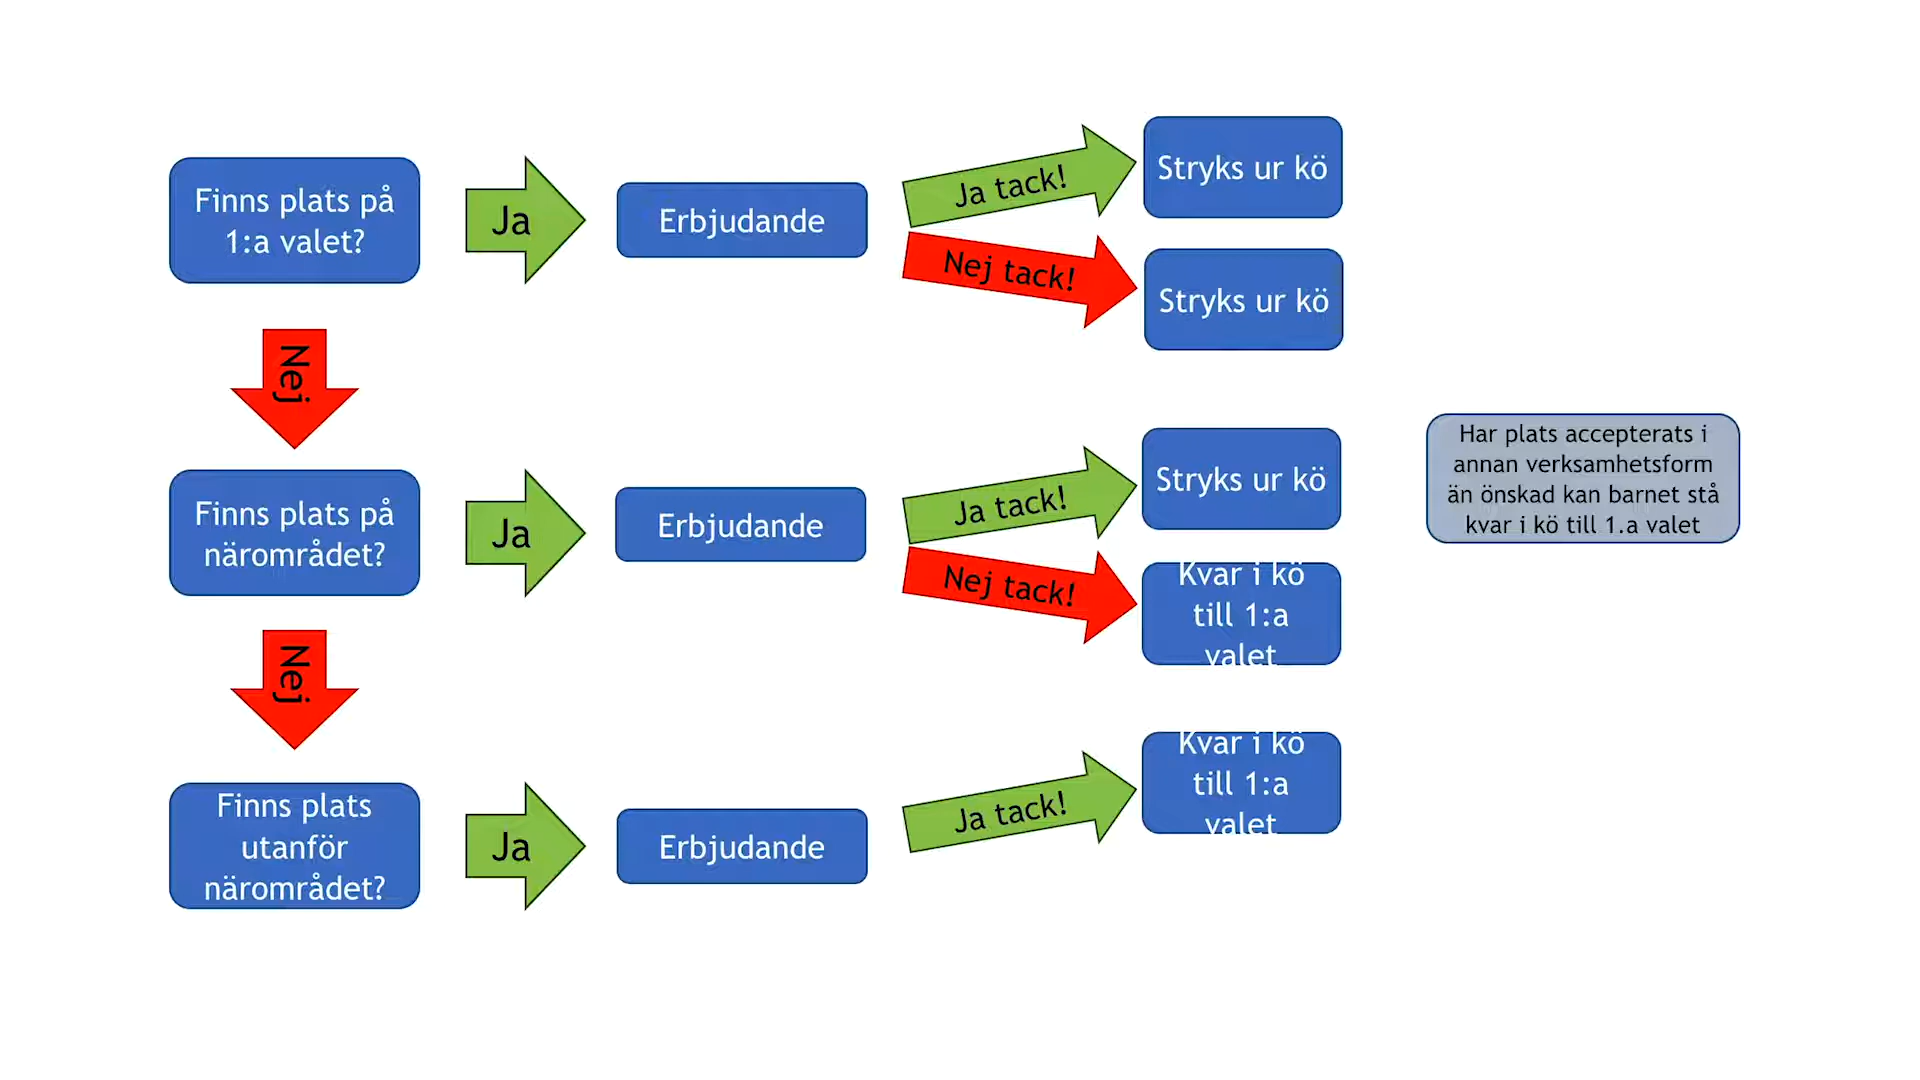 Finns plats på
1:a valet?
Ja
Erbjudande
Ja tack!
Stryks ur kö
Nej tack!
Stryks ur kö
Nej
Finns plats på
närområdet?
Ja
Erbjudande
Ja tack!
Stryks ur kö
Har plats accepterats i
annan verksamhetsform
än önskad kan barnet stå
kvar i kö till 1.a valet
Nej tack!
Kvar i kö
till 1:a
valet
Nej
Finns plats
utanför
närområdet?
Ja
Erbjudande
Ja tack!
Kvar i kö
till 1:a
valet